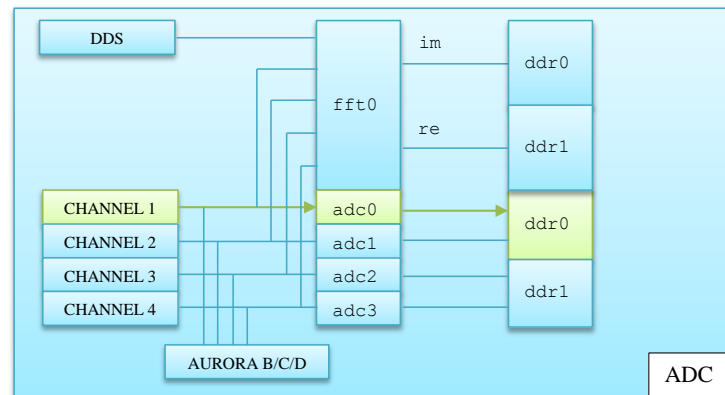 DDS
im
ddr0
fft0
re
ddr1
CHANNEL 1
adc0
ddr0
CHANNEL 2
adc1
CHANNEL 3
adc2
ddr1
CHANNEL 4
adc3
AURORA B/C/D
ADC